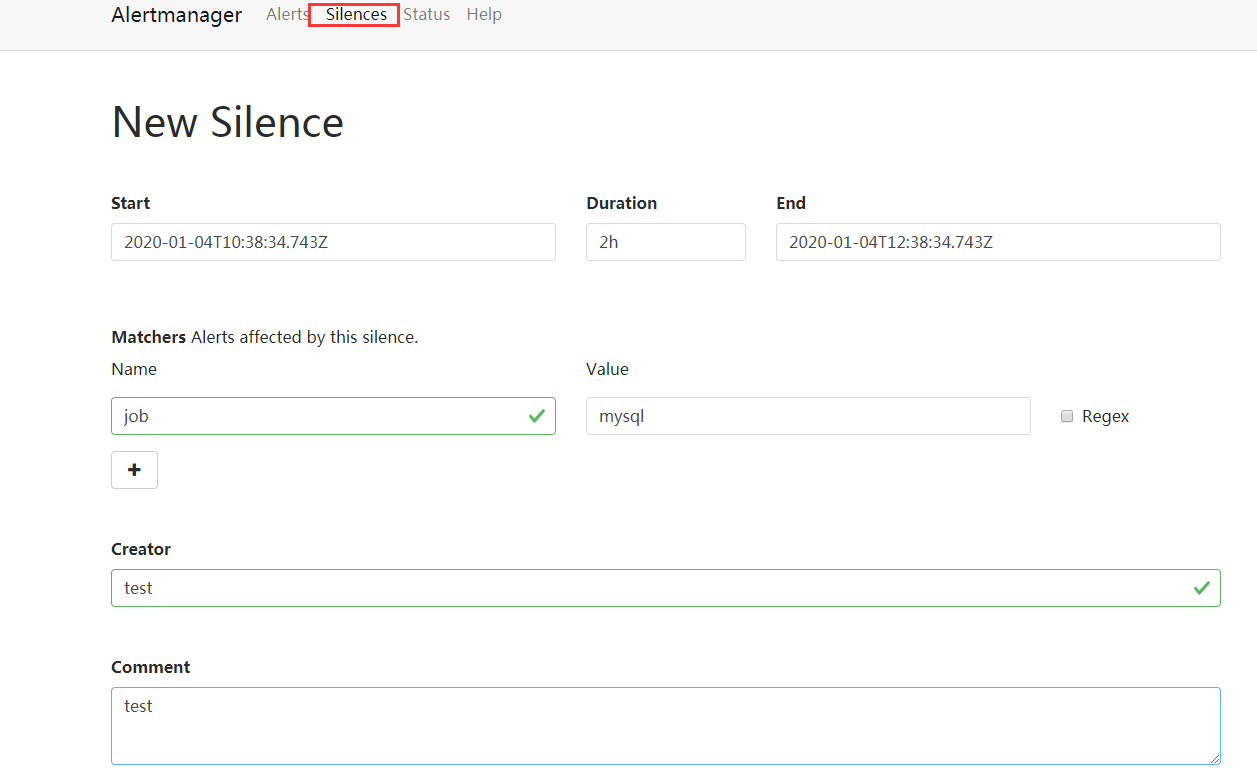 Alertmanager Alerts Silences Status Help
New Silence
Start Duration End
2020-01-04T10:38:34.743Z 2h 2020-01-04T12:38:34.743Z
Matchers Alerts affected by this silence.
Name Value
job mysql Regex
+
Creator
test
Comment
test